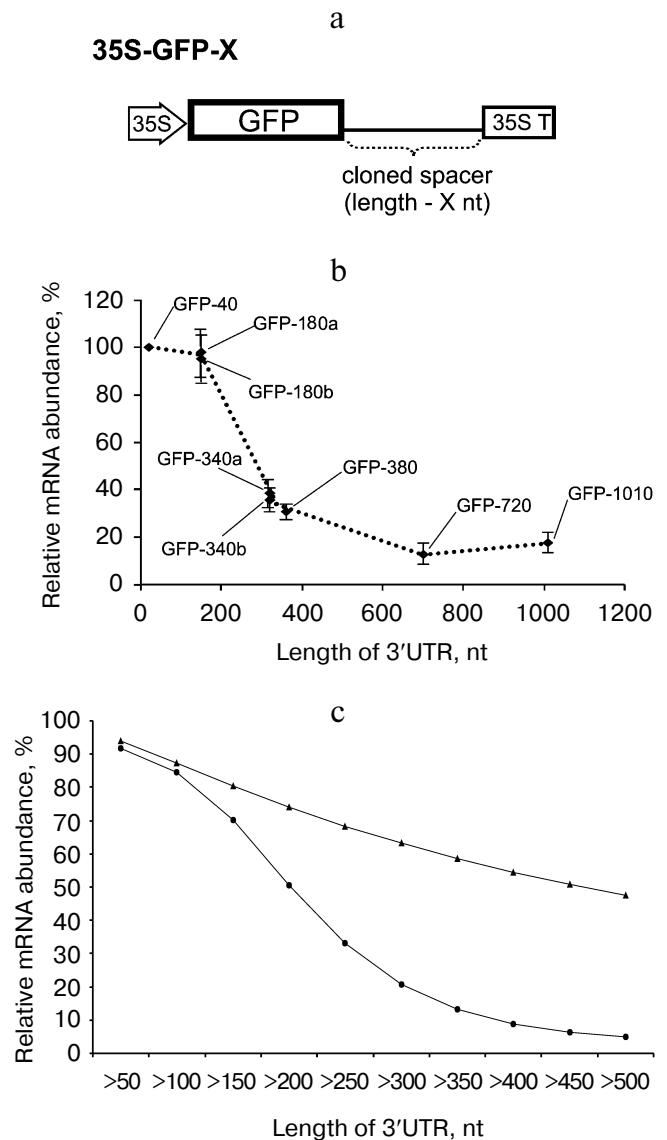 a
35S-GFP-X
35S
GFP
35S T
cloned spacer
(length - X nt)
b
Relative mRNA abundance, %
120
100
80
60
40
20
0
GFP-40
GFP-180a
GFP-180b
GFP-340a
GFP-380
GFP-340b
GFP-720
GFP-1010
0 200 400 600 800 1000 1200
Length of 3′UTR, nt
c
Relative mRNA abundance, %
100
90
80
70
60
50
40
30
20
10
0
>50 >100 >150 >200 >250 >300 >350 >400 >450 >500
Length of 3′UTR, nt